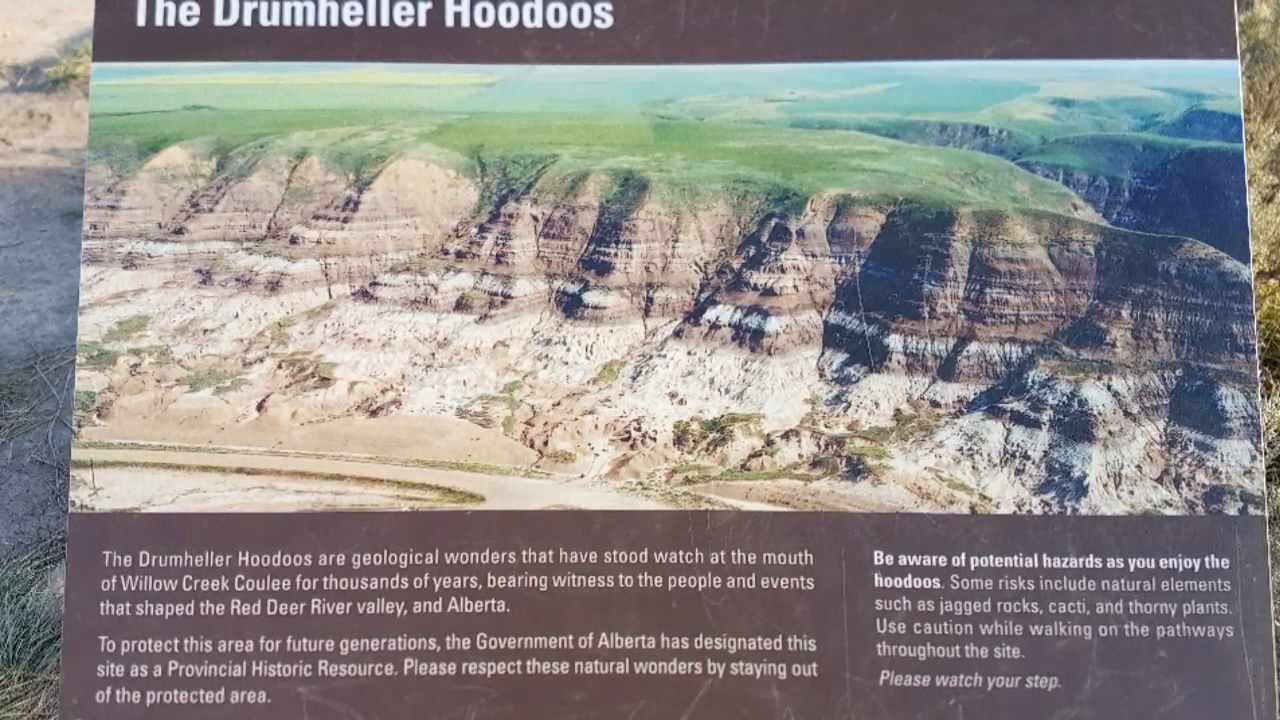 The Drumheller Hoodoos
The Drumheller Hoodoos are geological wonders that have stood watch at the mouth
of Willow Creek Coulee for thousands of years, bearing witness to the people and events
that shaped the Red Deer River valley, and Alberta.
To protect this area for future generations, the Government of Alberta has designated this
site as a Provincial Historic Resource. Please respect these natural wonders by staying out
of the protected area.
Be aware of potential hazards as you enjoy the
hoodoos. Some risks include natural elements
such as jagged rocks, cacti, and thorny plants.
Use caution while walking on the pathways
throughout the site.
Please watch your step.